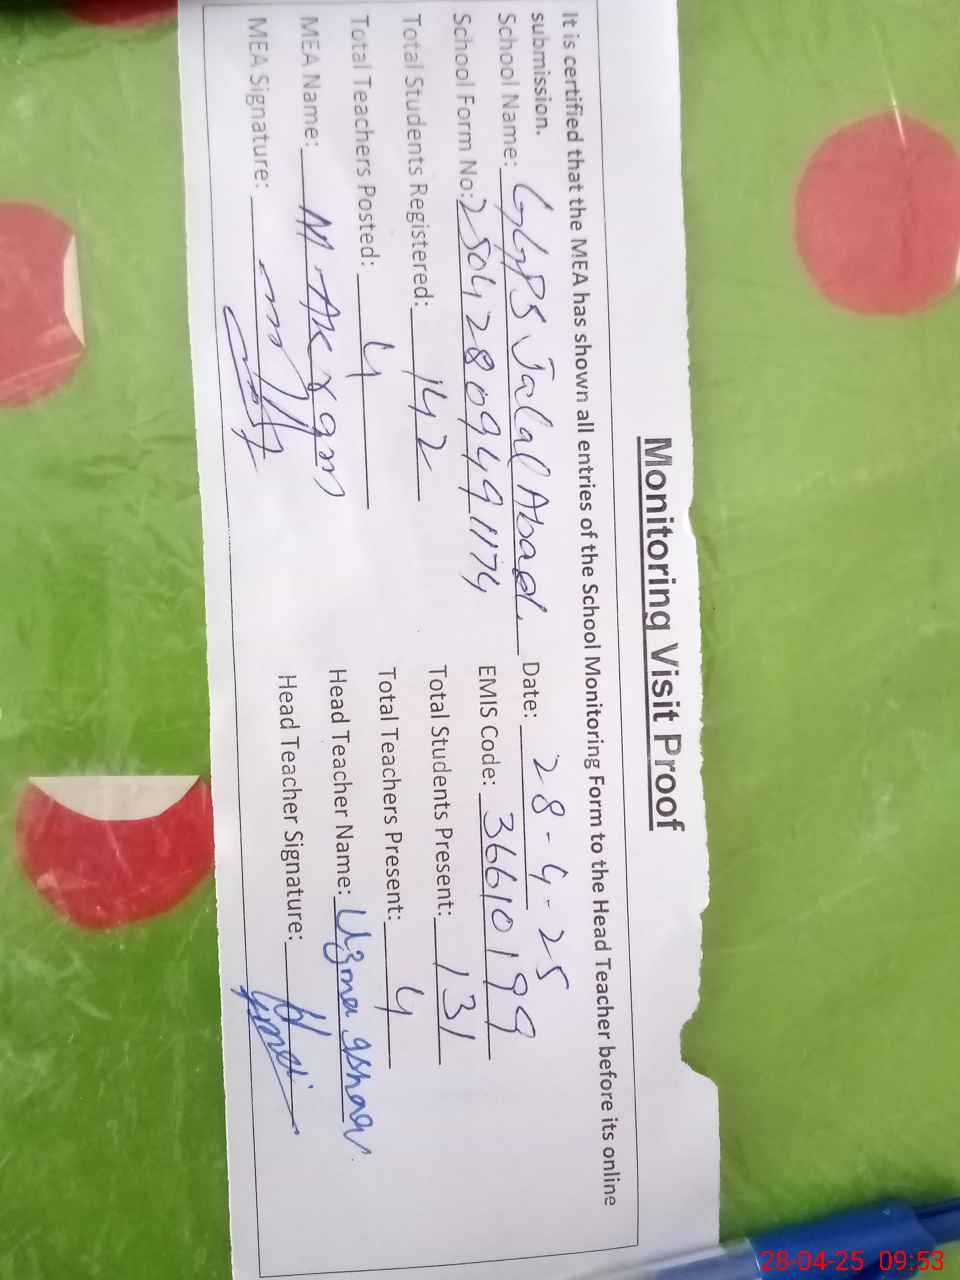 Monitoring Visit Proof
It is certified that the MEA has shown all entries of the School Monitoring Form to the Head Teacher before its online
submission.
School Name: GGPS Jalal Abad. Date: 28-4-25
School Form No: 25042809491174 EMIS Code: 36610199
Total Students Registered: 142 Total Students Present: 131
Total Teachers Posted: 4 Total Teachers Present: 4
MEA Name: M Akram Head Teacher Name: Uzma
MEA Signature: Head Teacher Signature:
28-04-25 09:53